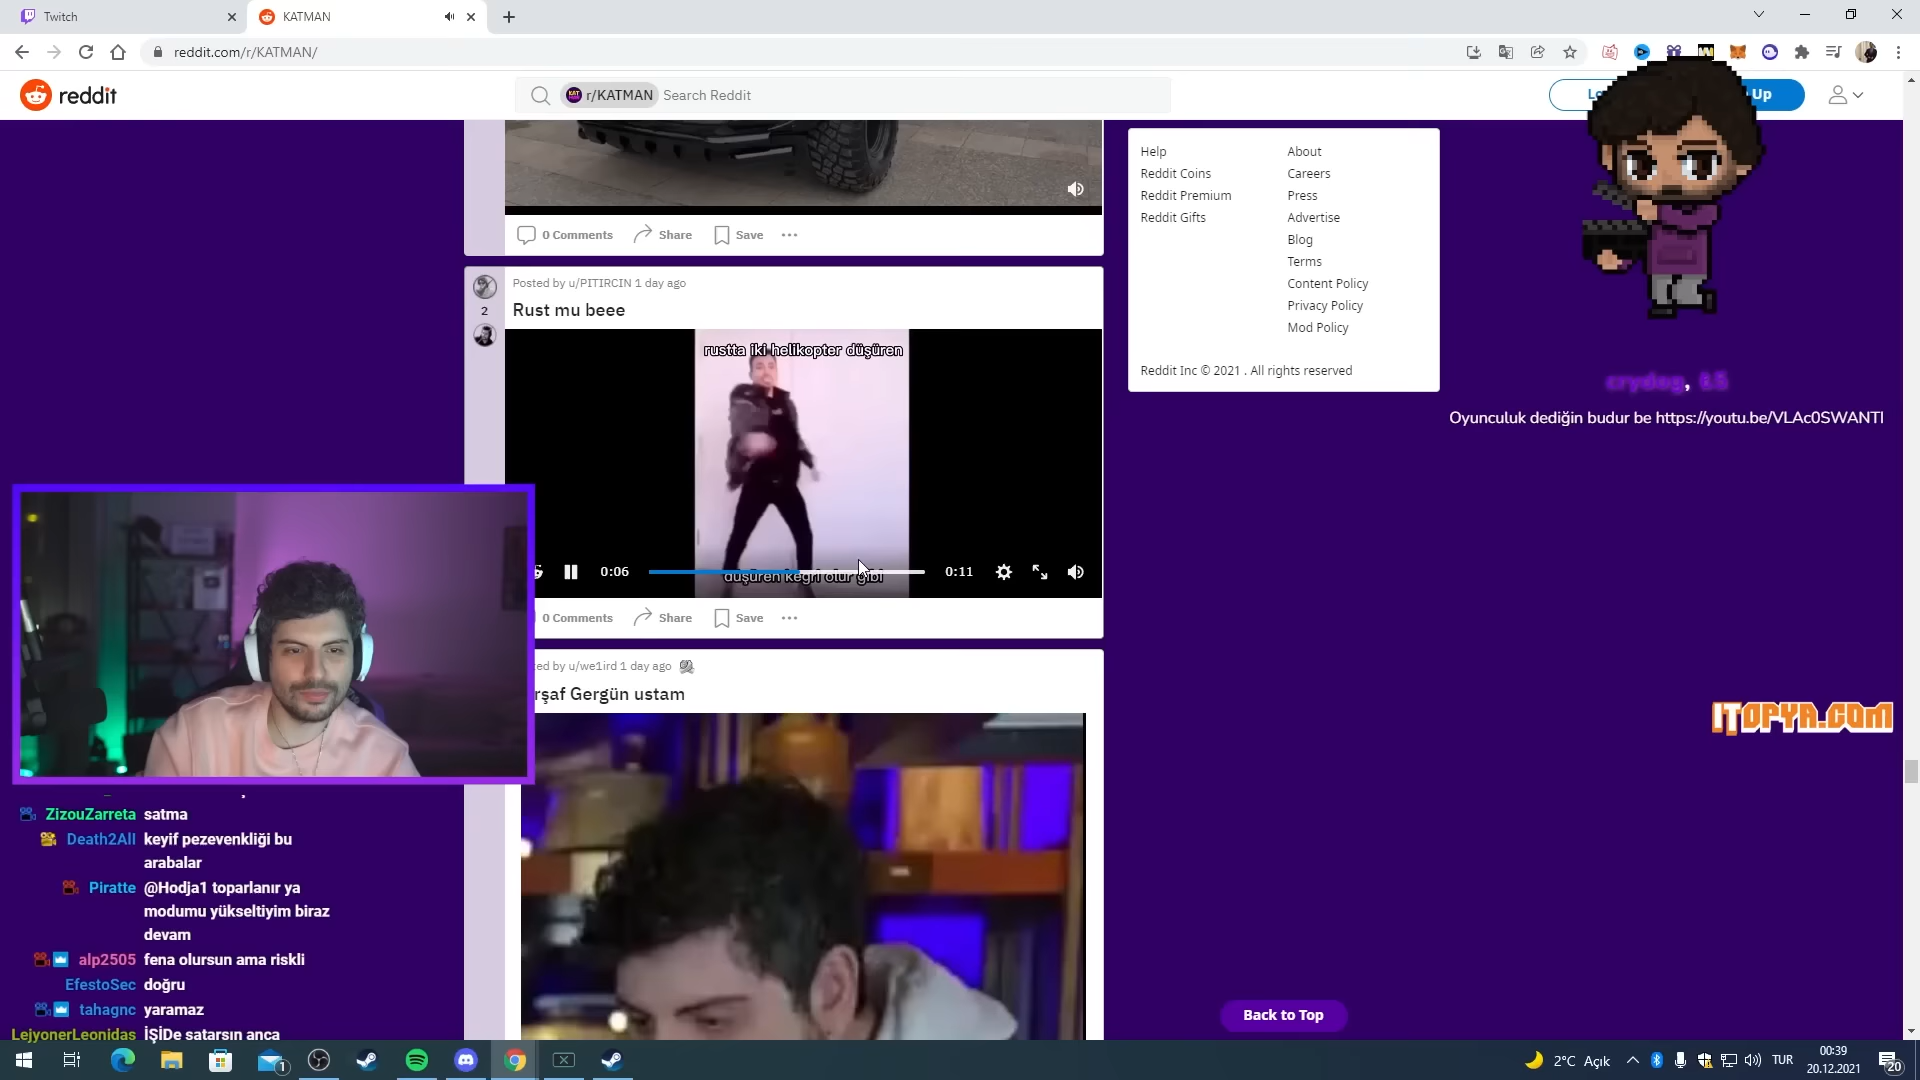 Twitch
KATMAN
reddit.com/r/KATMAN/
reddit
r/KATMAN
Search Reddit
Up
0 Comments
Share
Save
Posted by u/PITIRCIN 1 day ago
2
Rust mu beee
rustta iki helikopter düşüren
düşüren keğri olur gibi
0:06
0:11
0 Comments
Share
Save
ed by u/we1ird 1 day ago
rşaf Gergün ustam
Help
About
Reddit Coins
Careers
Reddit Premium
Press
Reddit Gifts
Advertise
Blog
Terms
Content Policy
Privacy Policy
Mod Policy
Reddit Inc © 2021 . All rights reserved
crydog, 65
Oyunculuk dediğin budur be https://youtu.be/VLAc0SWANTI
ITOPYA.COM
ZizouZarreta satma
Death2All keyif pezevenkliği bu
arabalar
Piratte @Hodja1 toparlanır ya
modumu yükseltiyim biraz
devam
alp2505 fena olursun ama riskli
EfestoSec doğru
tahagnc yaramaz
LejyonerLeonidas İŞİDe satarsın anca
Back to Top
1
2°C Açık
TUR
00:39
20.12.2021
20